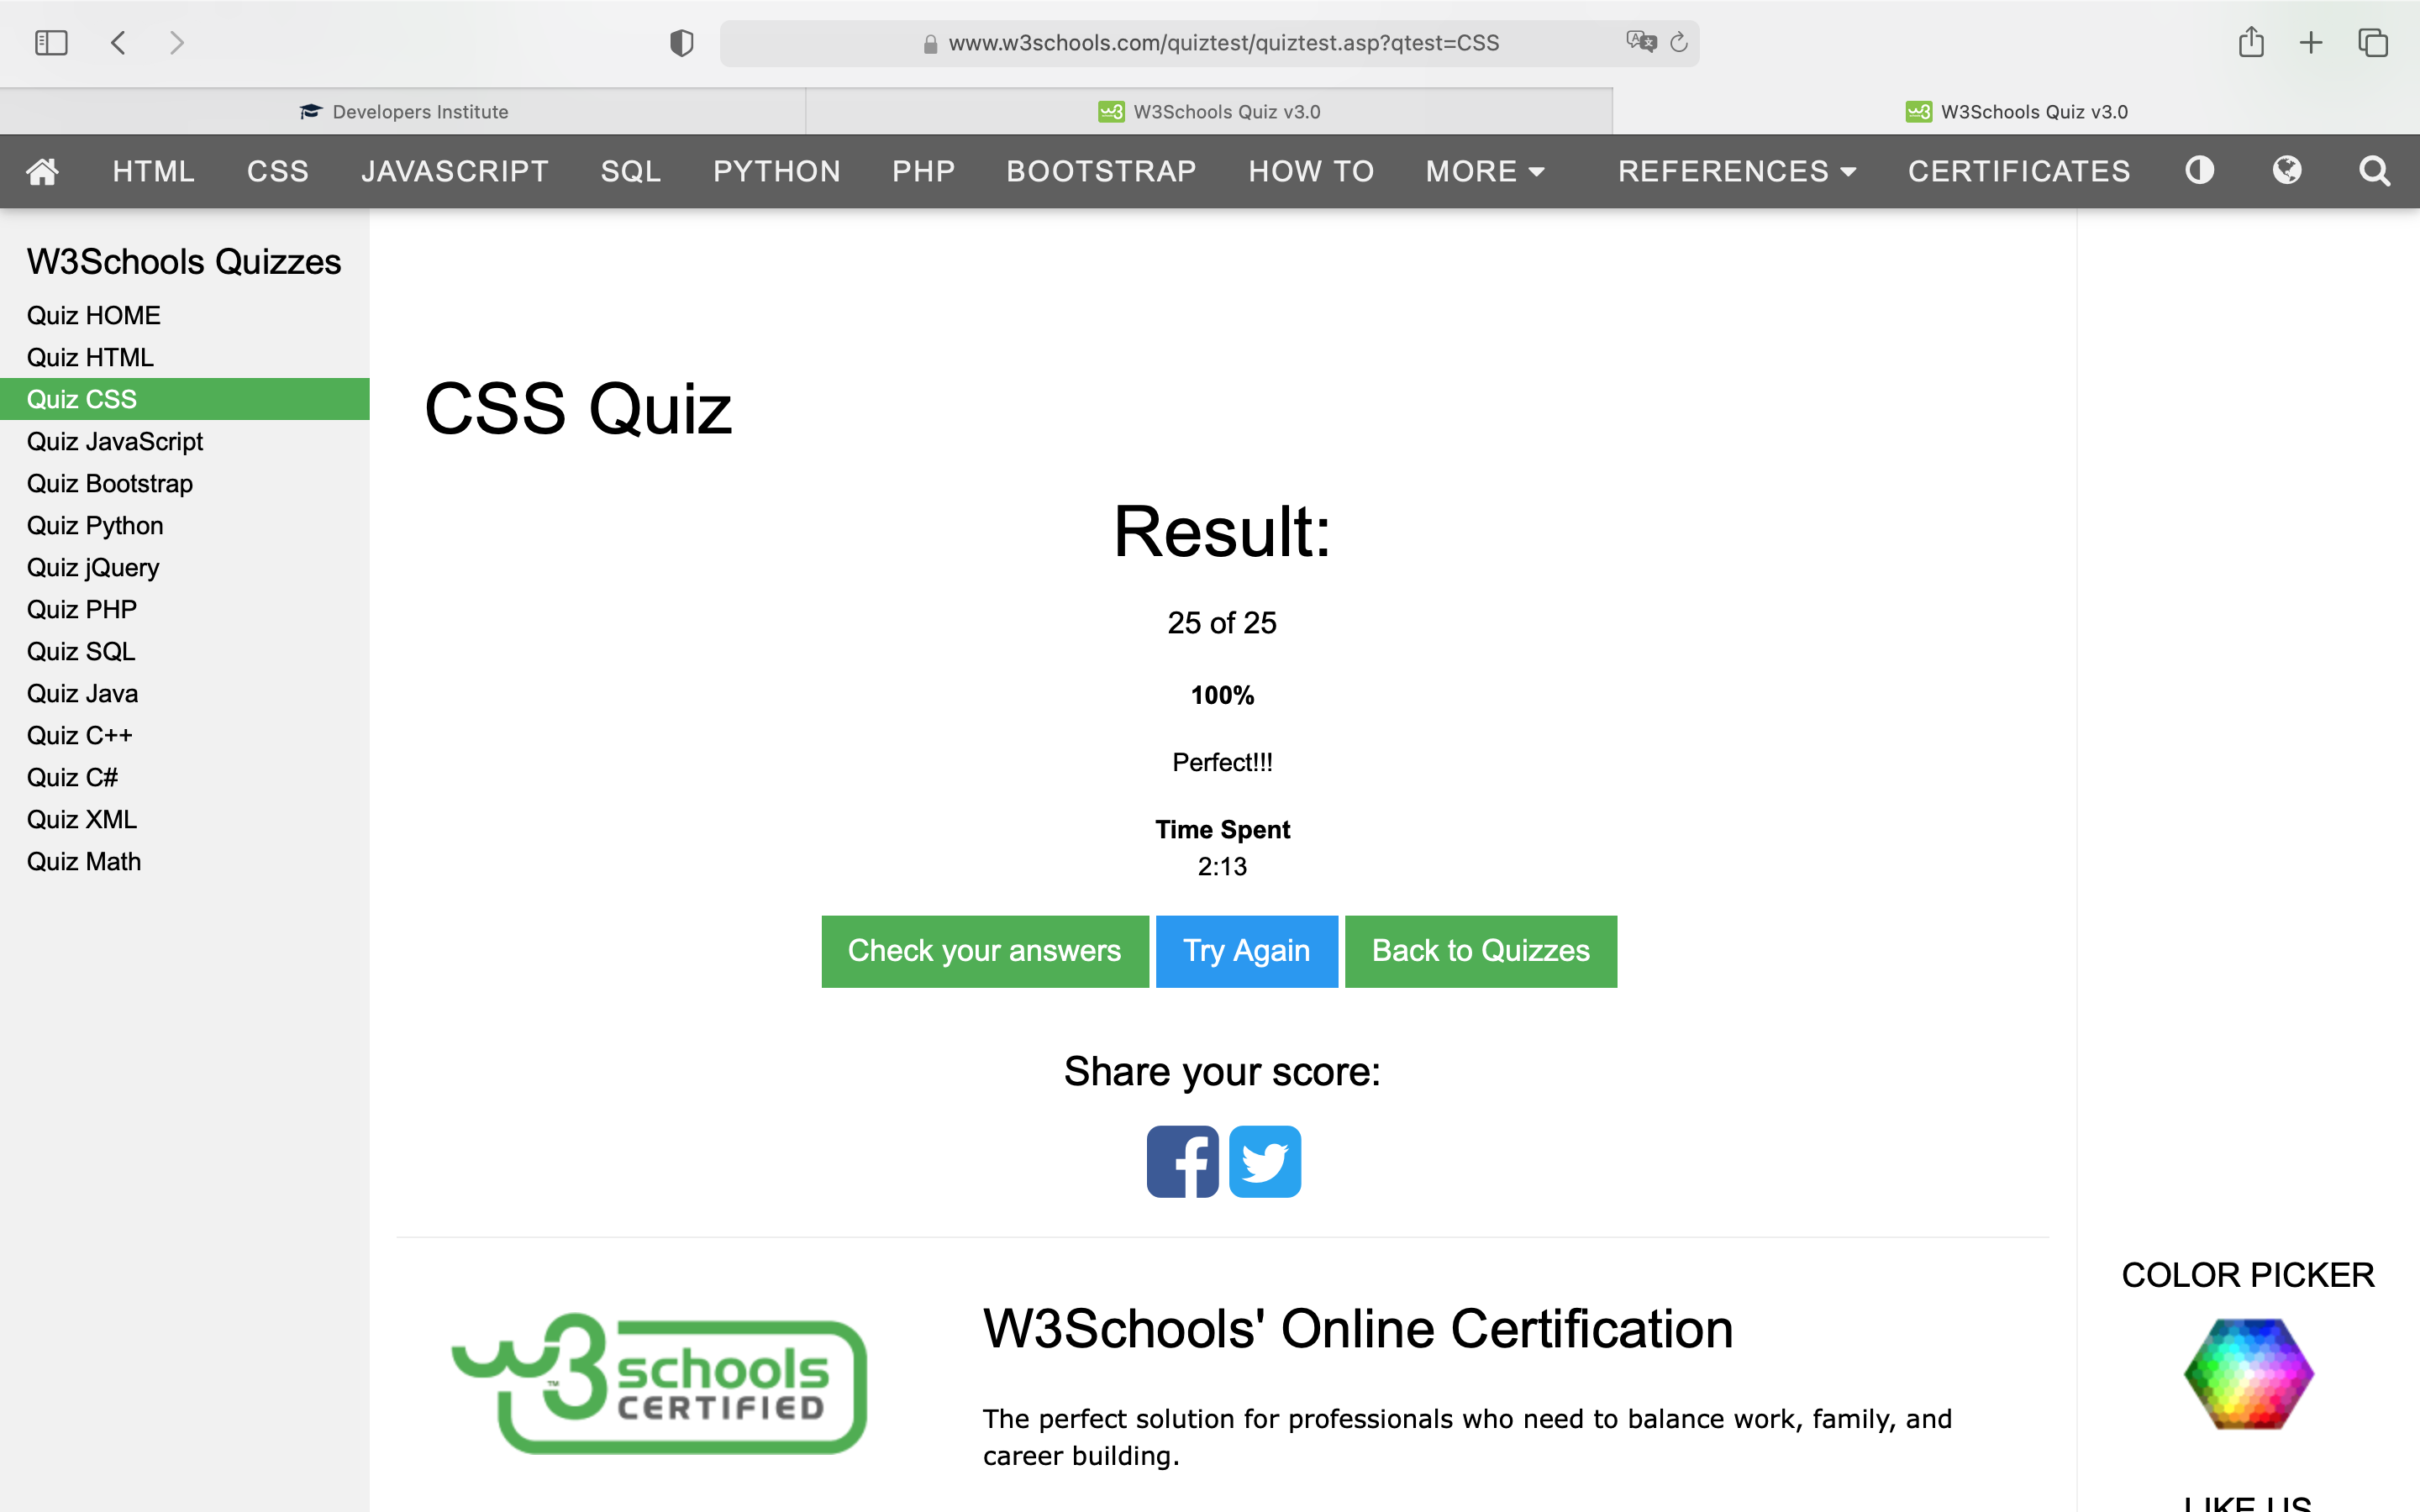 www.w3schools.com/quiztest/quiztest.asp?qtest=CSS
Developers Institute
W3Schools Quiz v3.0
W3Schools Quiz v3.0
HTML CSS JAVASCRIPT SQL PYTHON PHP BOOTSTRAP HOW TO MORE REFERENCES CERTIFICATES
W3Schools Quizzes
Quiz HOME
Quiz HTML
Quiz CSS
Quiz JavaScript
Quiz Bootstrap
Quiz Python
Quiz jQuery
Quiz PHP
Quiz SQL
Quiz Java
Quiz C++
Quiz C#
Quiz XML
Quiz Math
CSS Quiz
Result:
25 of 25
100%
Perfect!!!
Time Spent
2:13
Check your answers
Try Again
Back to Quizzes
Share your score:
w3schools
™
CERTIFIED
W3Schools' Online Certification
The perfect solution for professionals who need to balance work, family, and
career building.
COLOR PICKER
LIKE US